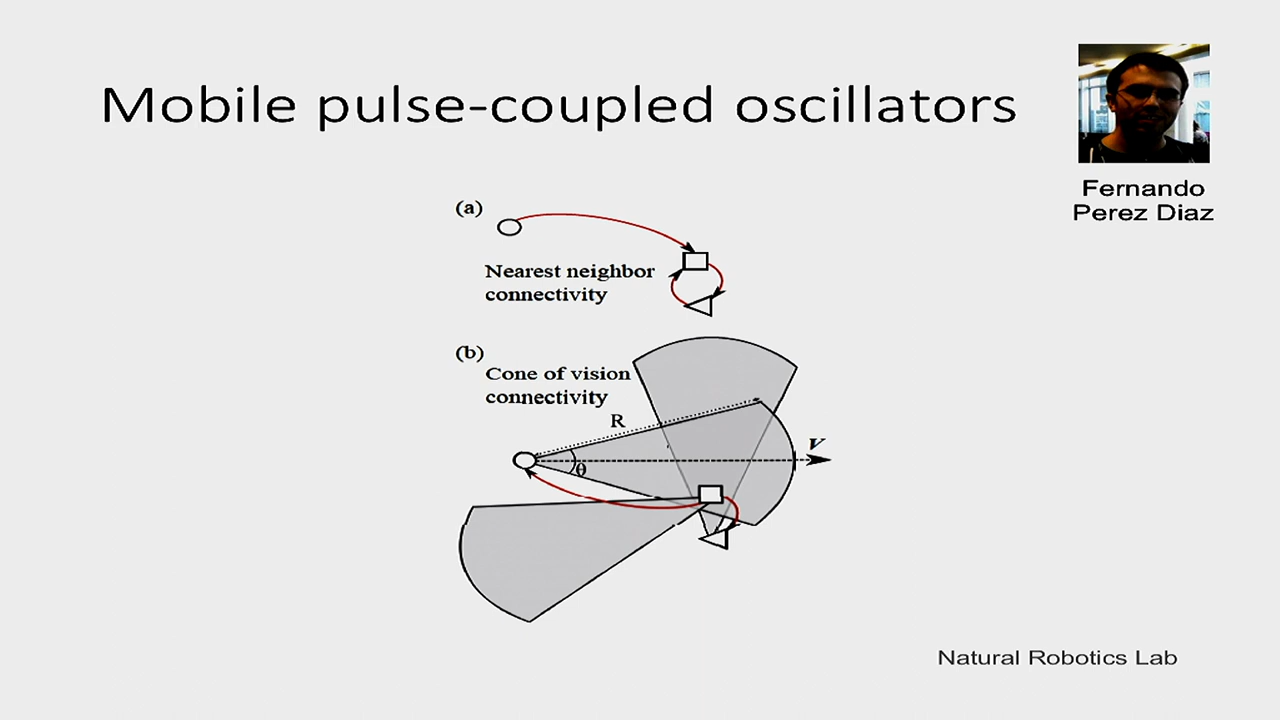 Mobile pulse-coupled oscillators
Fernando
Perez Diaz
(a)
Nearest neighbor
connectivity
(b)
Cone of vision
connectivity
R
θ
V
Natural Robotics Lab